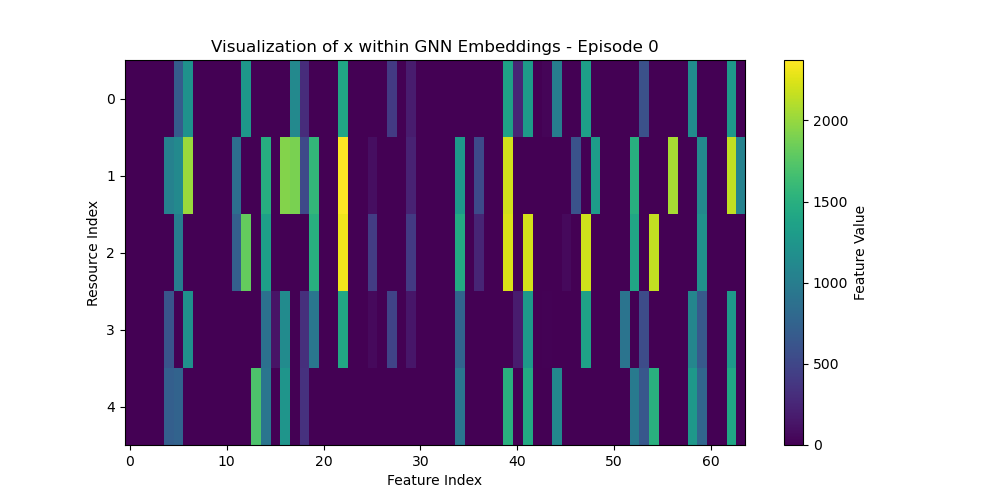 Visualization of x within GNN Embeddings - Episode 0
Resource Index
0
1
2
3
4
0 10 20 30 40 50 60
Feature Index
2000
1500
1000
500
0
Feature Value